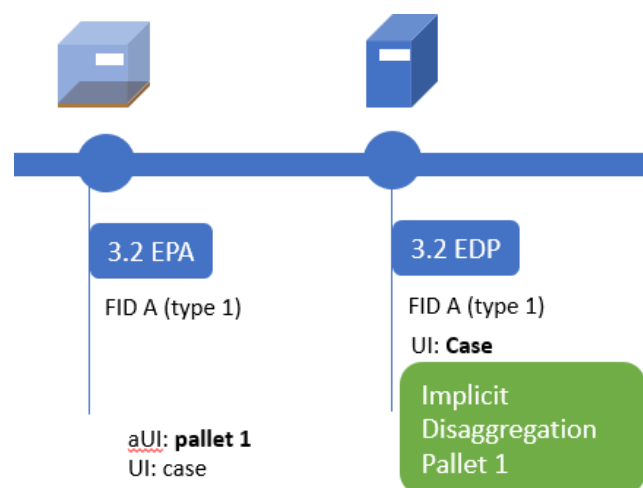 3.2 EPA
FID A (type 1)
aUI: pallet 1
UI: case
3.2 EDP
FID A (type 1)
UI: Case
Implicit
Disaggregation
Pallet 1